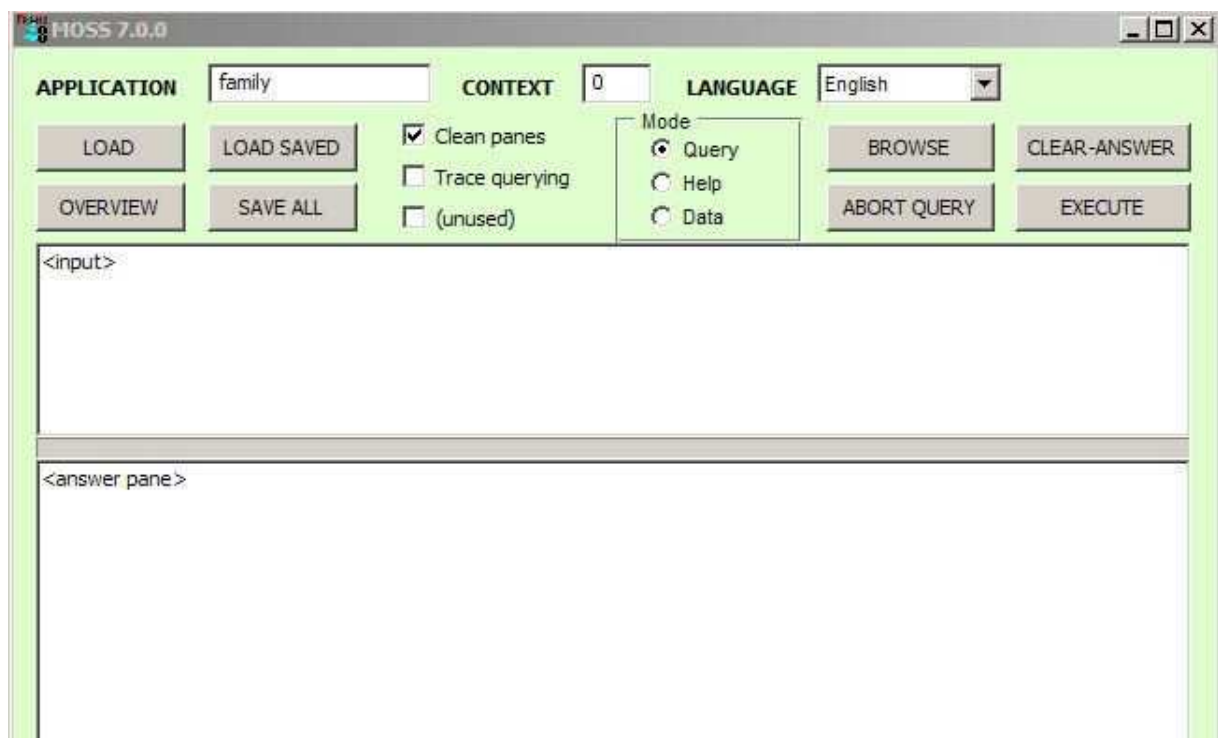 MOSS 7.0.0
APPLICATION family CONTEXT 0 LANGUAGE English
Mode
LOAD LOAD SAVED Clean panes Query BROWSE CLEAR-ANSWER
Trace querying Help
OVERVIEW SAVE ALL (unused) Data ABORT QUERY EXECUTE
<input>
<answer pane>